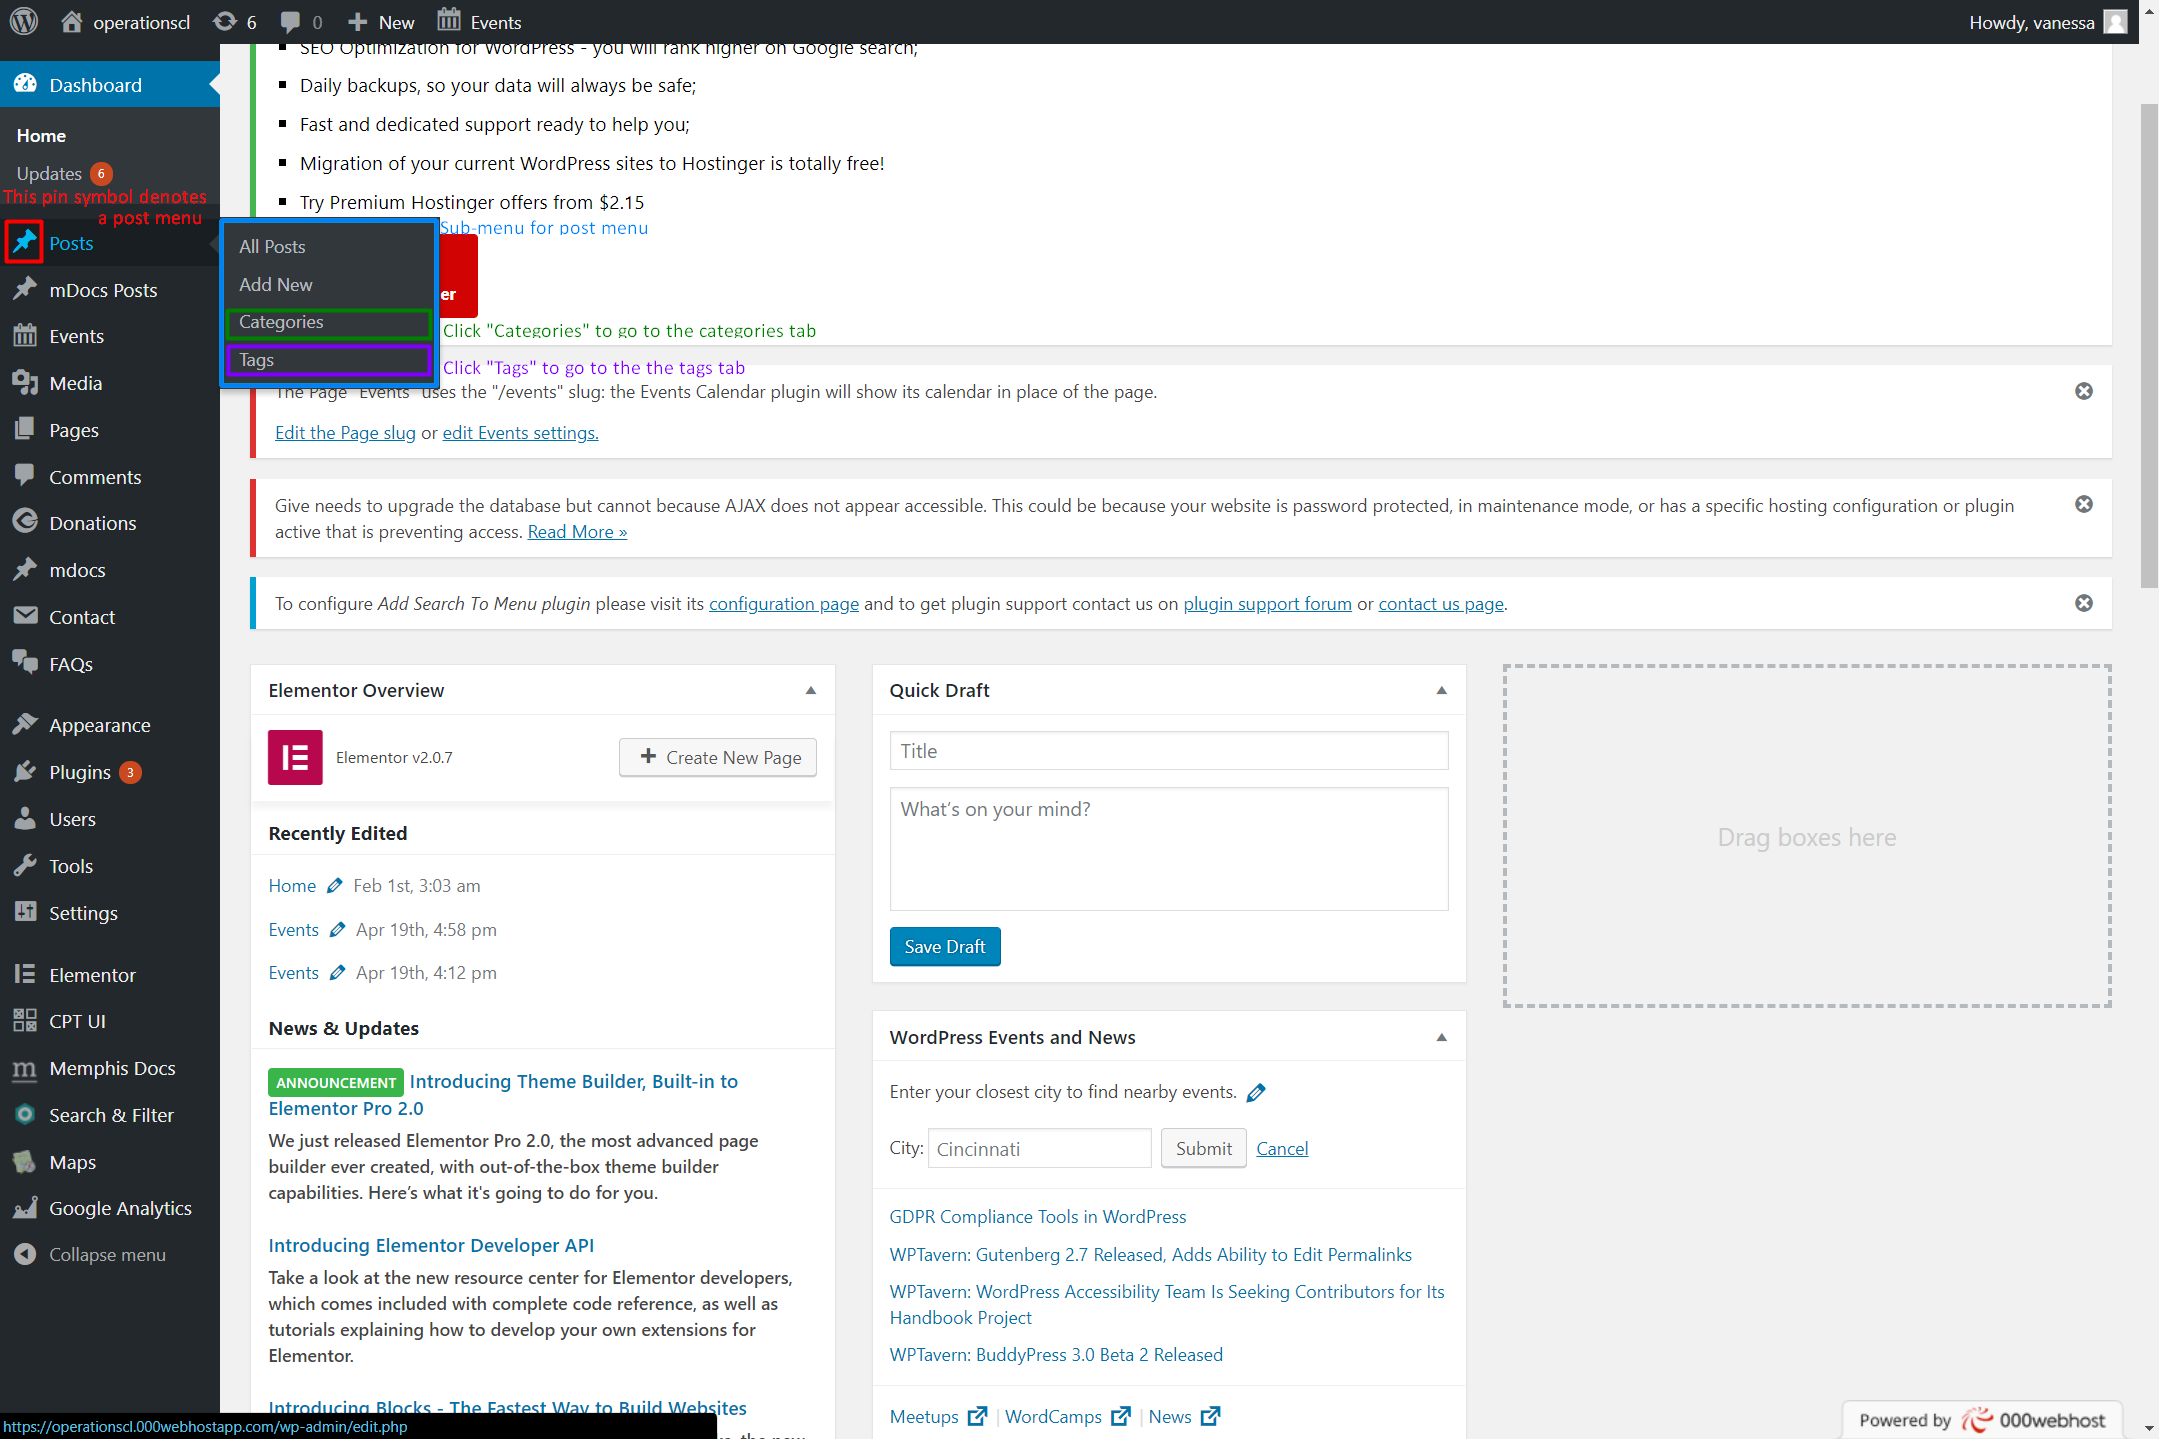 operationscl 6 0 New Events Howdy, vanessa
Dashboard
Home
Updates 6
This pin symbol denotes
a post menu
Posts
mDocs Posts
Events
Media
Pages
Comments
Donations
mdocs
Contact
FAQs
Appearance
Plugins 3
Users
Tools
Settings
Elementor
CPT UI
Memphis Docs
Search & Filter
Maps
Google Analytics
Collapse menu
All Posts
Add New
Categories
Tags
SEO Optimization for WordPress - you will rank higher on Google search;
Daily backups, so your data will always be safe;
Fast and dedicated support ready to help you;
Migration of your current WordPress sites to Hostinger is totally free!
Try Premium Hostinger offers from $2.15
Sub-menu for post menu
er
Click "Categories" to go to the categories tab
Click "Tags" to go to the the tags tab
The Page "Events" uses the "/events" slug: the Events Calendar plugin will show its calendar in place of the page.
Edit the Page slug or edit Events settings.
Give needs to upgrade the database but cannot because AJAX does not appear accessible. This could be because your website is password protected, in maintenance mode, or has a specific hosting configuration or plugin
active that is preventing access. Read More »
To configure Add Search To Menu plugin please visit its configuration page and to get plugin support contact us on plugin support forum or contact us page.
Elementor Overview
Elementor v2.0.7
Create New Page
Recently Edited
Home Feb 1st, 3:03 am
Events Apr 19th, 4:58 pm
Events Apr 19th, 4:12 pm
News & Updates
ANNOUNCEMENT Introducing Theme Builder, Built-in to
Elementor Pro 2.0
We just released Elementor Pro 2.0, the most advanced page
builder ever created, with out-of-the-box theme builder
capabilities. Here’s what it's going to do for you.
Introducing Elementor Developer API
Take a look at the new resource center for Elementor developers,
which comes included with complete code reference, as well as
tutorials explaining how to develop your own extensions for
Elementor.
Introducing Blocks - The Fastest Way to Build Websites
Quick Draft
Title
What’s on your mind?
Save Draft
WordPress Events and News
Enter your closest city to find nearby events.
City: Cincinnati Submit Cancel
GDPR Compliance Tools in WordPress
WPTavern: Gutenberg 2.7 Released, Adds Ability to Edit Permalinks
WPTavern: WordPress Accessibility Team Is Seeking Contributors for Its
Handbook Project
WPTavern: BuddyPress 3.0 Beta 2 Released
Meetups | WordCamps | News
Drag boxes here
https://operationscl.000webhostapp.com/wp-admin/edit.php
Powered by 000webhost